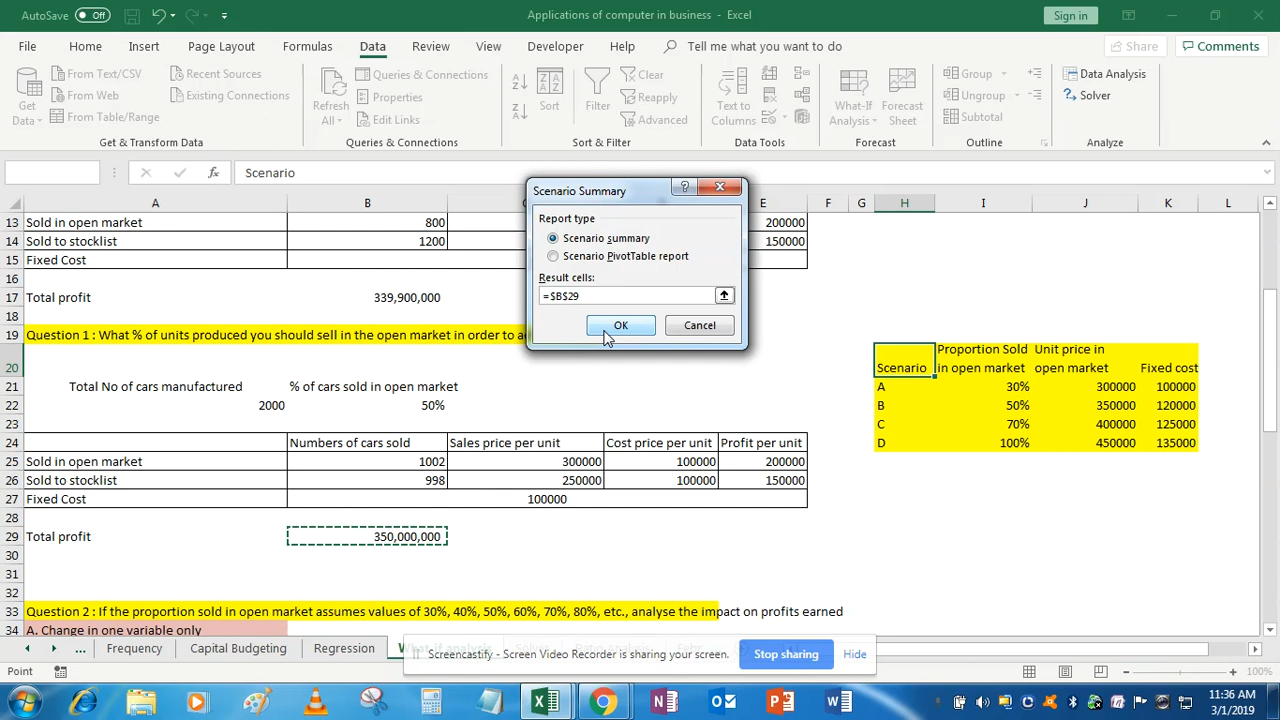 AutoSave Off Applications of computer in business - Excel Sign in
File Home Insert Page Layout Formulas Data Review View Developer Help Tell me what you want to do Share Comments
Get Data From Text/CSV From Web From Table/Range Recent Sources Existing Connections
Refresh All Queries & Connections Properties Edit Links
Sort Filter Clear Reapply Advanced
Text to Columns What-If Analysis Forecast Sheet
Group Ungroup Subtotal Data Analysis Solver
Get & Transform Data Queries & Connections Sort & Filter Data Tools Forecast Outline Analyze
fx Scenario
A B C E F G H I J K L
13 Sold in open market 800 200000
14 Sold to stocklist 1200 150000
15 Fixed Cost
16
17 Total profit 339,900,000
18
19 Question 1 : What % of units produced you should sell in the open market in order to
20
21 Total No of cars manufactured % of cars sold in open market
22 2000 50%
23
24 Numbers of cars sold Sales price per unit Cost price per unit Profit per unit
25 Sold in open market 1002 300000 100000 200000
26 Sold to stocklist 998 250000 100000 150000
27 Fixed Cost 100000
28
29 Total profit 350,000,000
30
31
32
33 Question 2 : If the proportion sold in open market assumes values of 30%, 40%, 50%, 60%, 70%, 80%, etc., analyse the impact on profits earned
34 A. Change in one variable only
Scenario Proportion Sold in open market Unit price in open market Fixed cost
A 30% 300000 100000
B 50% 350000 120000
C 70% 400000 125000
D 100% 450000 135000
Scenario Summary ?
Report type
Scenario summary
Scenario PivotTable report
Result cells:
=$B$29
OK Cancel
... Frequency Capital Budgeting Regression
Screencastify - Screen Video Recorder is sharing your screen. Stop sharing Hide
Point 100%
11:36 AM
3/1/2019